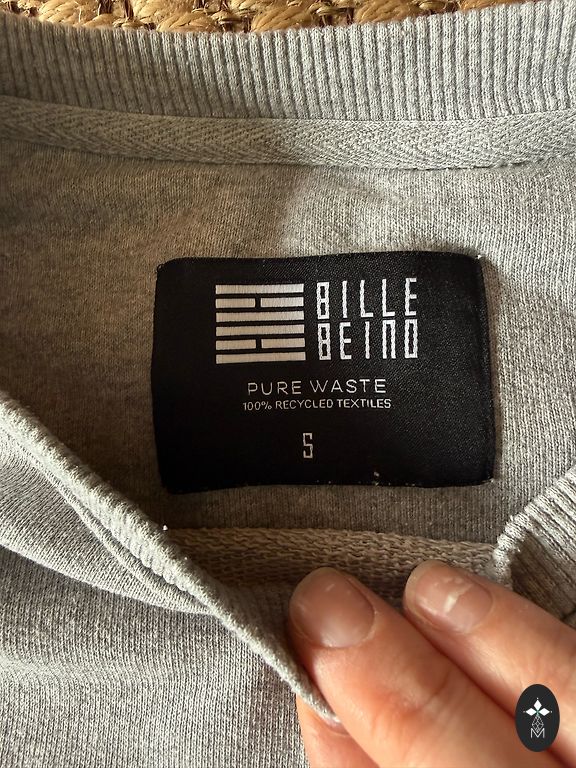 BILLE
BEINO
PURE WASTE
100% RECYCLED TEXTILES
S
M